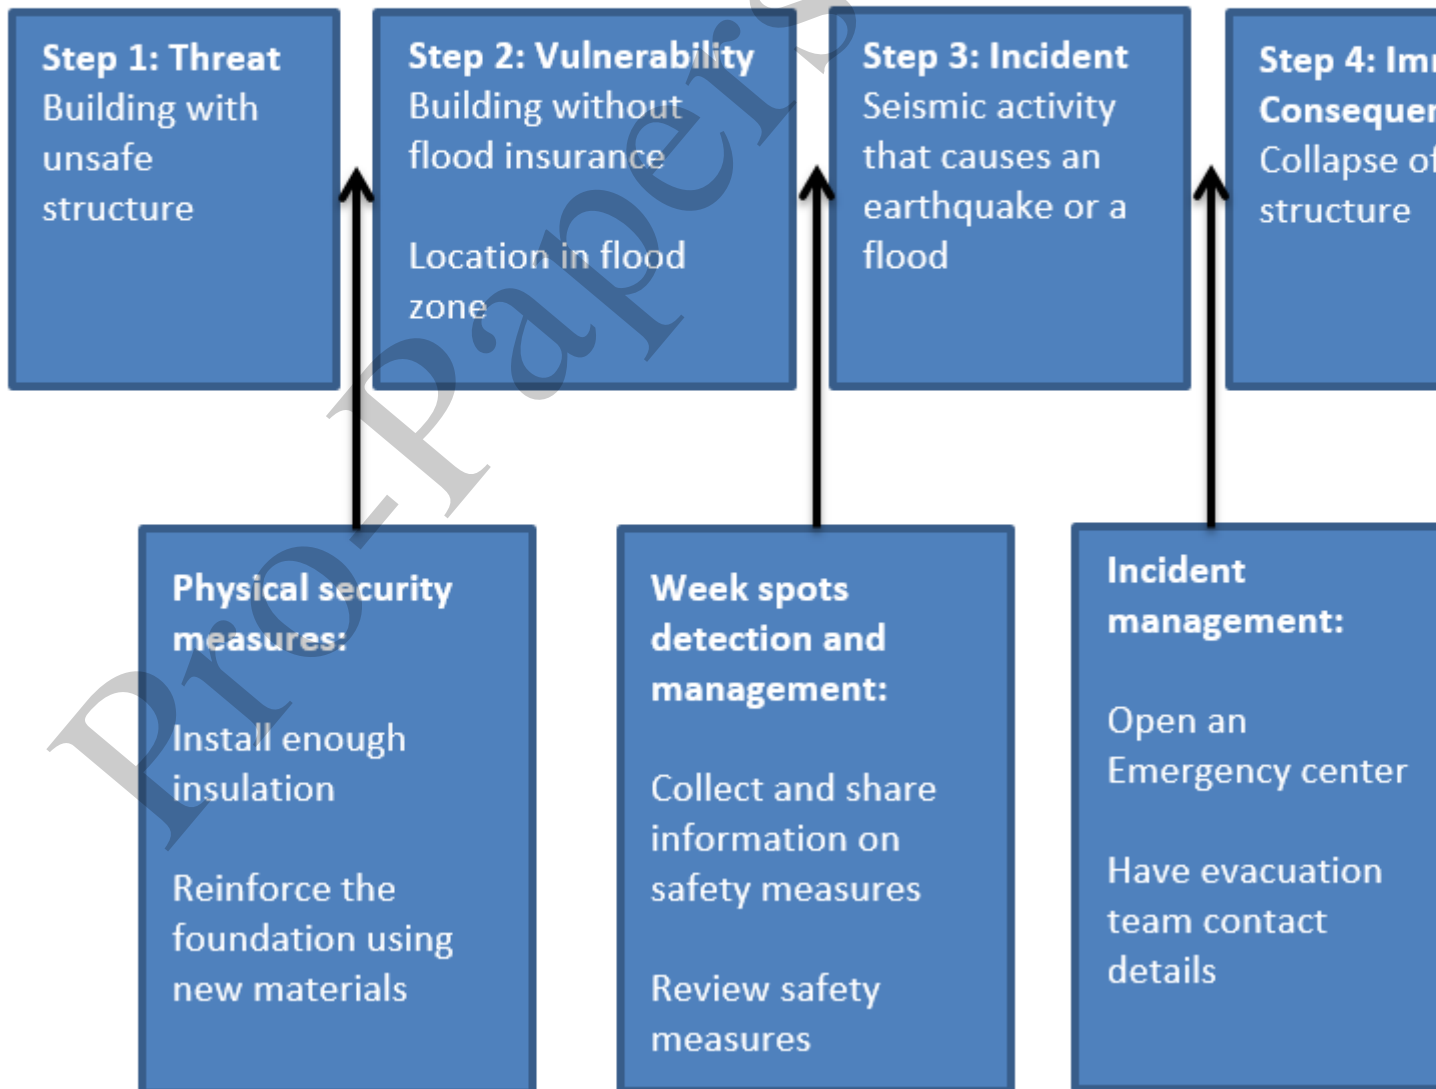 Step 1: Threat
Building with
unsafe
structure
Step 2: Vulnerability
Building without
flood insurance
Location in flood
zone
Step 3: Incident
Seismic activity
that causes an
earthquake or a
flood
Step 4:
Collapse of
structure
Physical security
measures:
Install enough
insulation
Reinforce the
foundation using
new materials
Week spots
detection and
management:
Collect and share
information on
safety measures
Review safety
measures
Incident
management:
Open an
Emergency center
Have evacuation
team contact
details
Pro-Papers